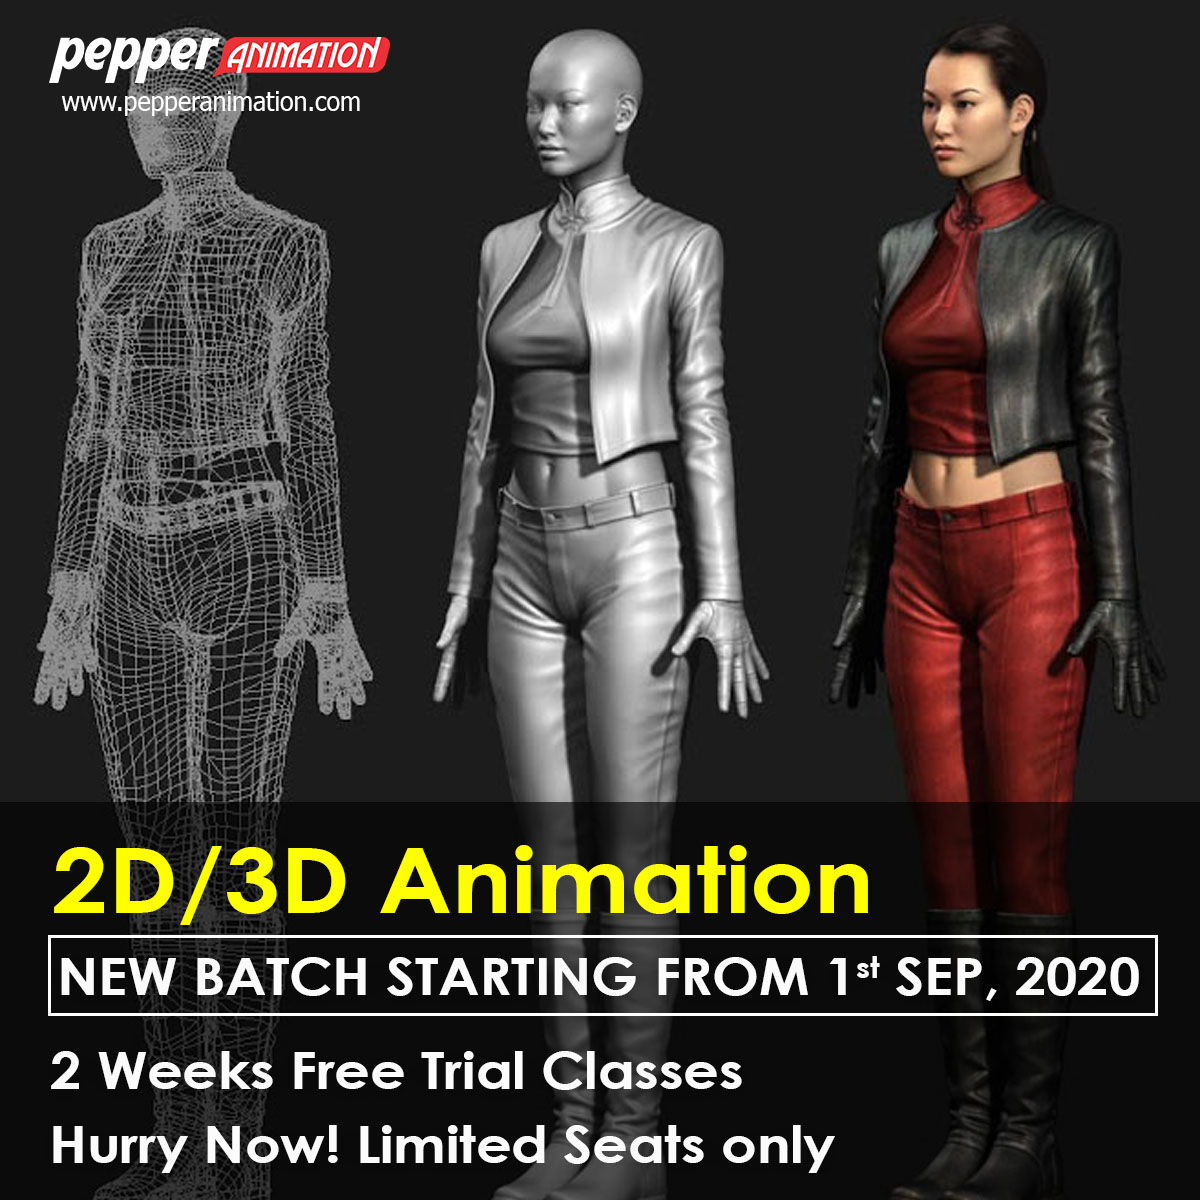 pepper ANIMATION
www.pepperanimation.com
2D/3D Animation
NEW BATCH STARTING FROM 1st SEP, 2020
2 Weeks Free Trial Classes
Hurry Now! Limited Seats only